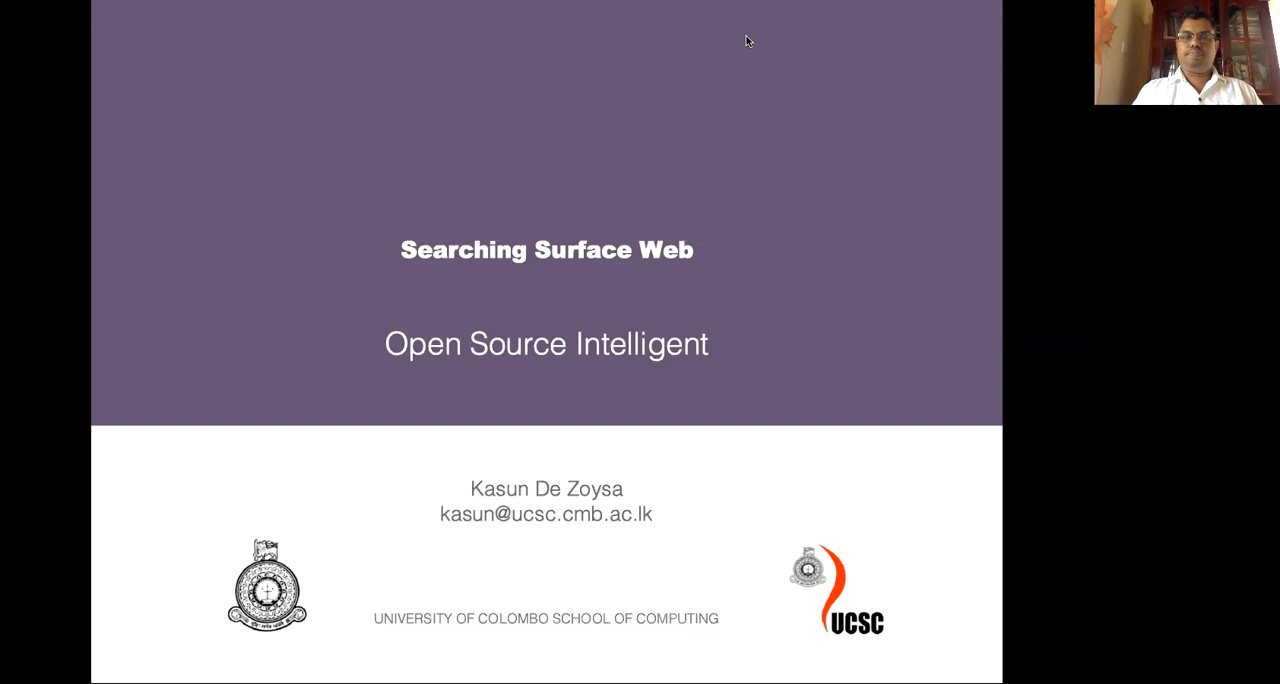 Searching Surface Web
Open Source Intelligent
Kasun De Zoysa
kasun@ucsc.cmb.ac.lk
UNIVERSITY OF COLOMBO SCHOOL OF COMPUTING
UCSC